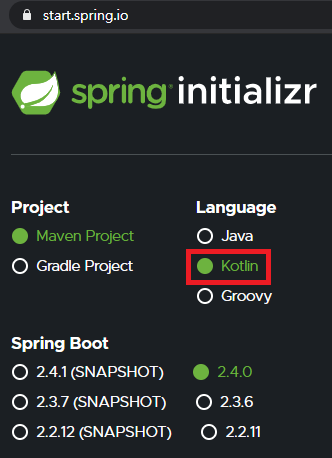 start.spring.io
spring initializr
Project
Language
Maven Project
Java
Gradle Project
Kotlin
Groovy
Spring Boot
2.4.1 (SNAPSHOT)
2.4.0
2.3.7 (SNAPSHOT)
2.3.6
2.2.12 (SNAPSHOT)
2.2.11